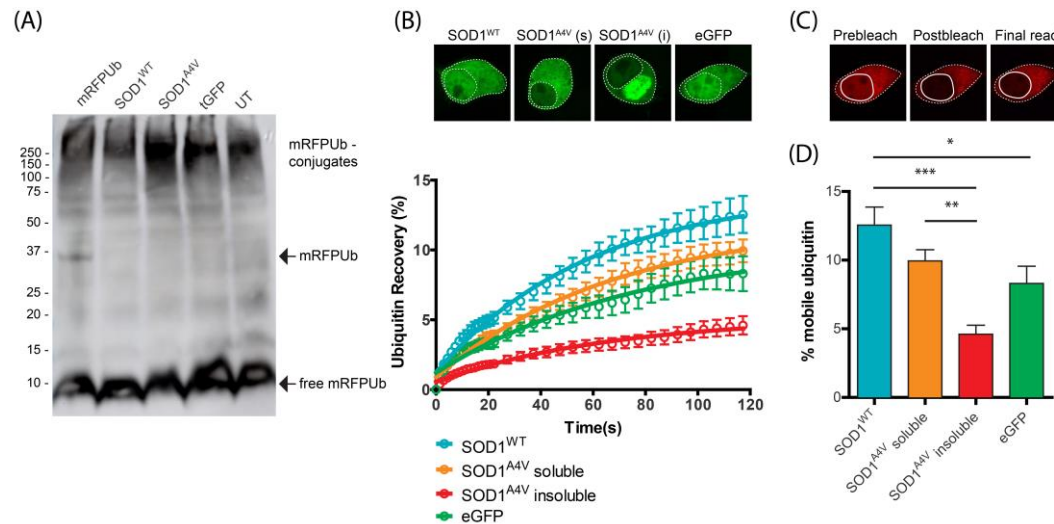 (A)
mRFPUb
SOD1WT
SOD1A4V
tGFP
UT
250 -
150 -
100 -
75 -
50 -
37 -
25 -
20 -
15 -
10 -
mRFPUb -
conjugates
mRFPUb
free mRFPUb
(B)
SOD1WT SOD1A4V (s) SOD1A4V (i) eGFP
Ubiquitin Recovery (%)
15
10
5
0
0 20 40 60 80 100 120
Time(s)
SOD1WT
SOD1A4V soluble
SOD1A4V insoluble
eGFP
(C)
Prebleach Postbleach Final read
(D)
*
***
**
% mobile ubiquitin
15
10
5
0
SOD1WT
SOD1A4V soluble
SOD1A4V insoluble
eGFP